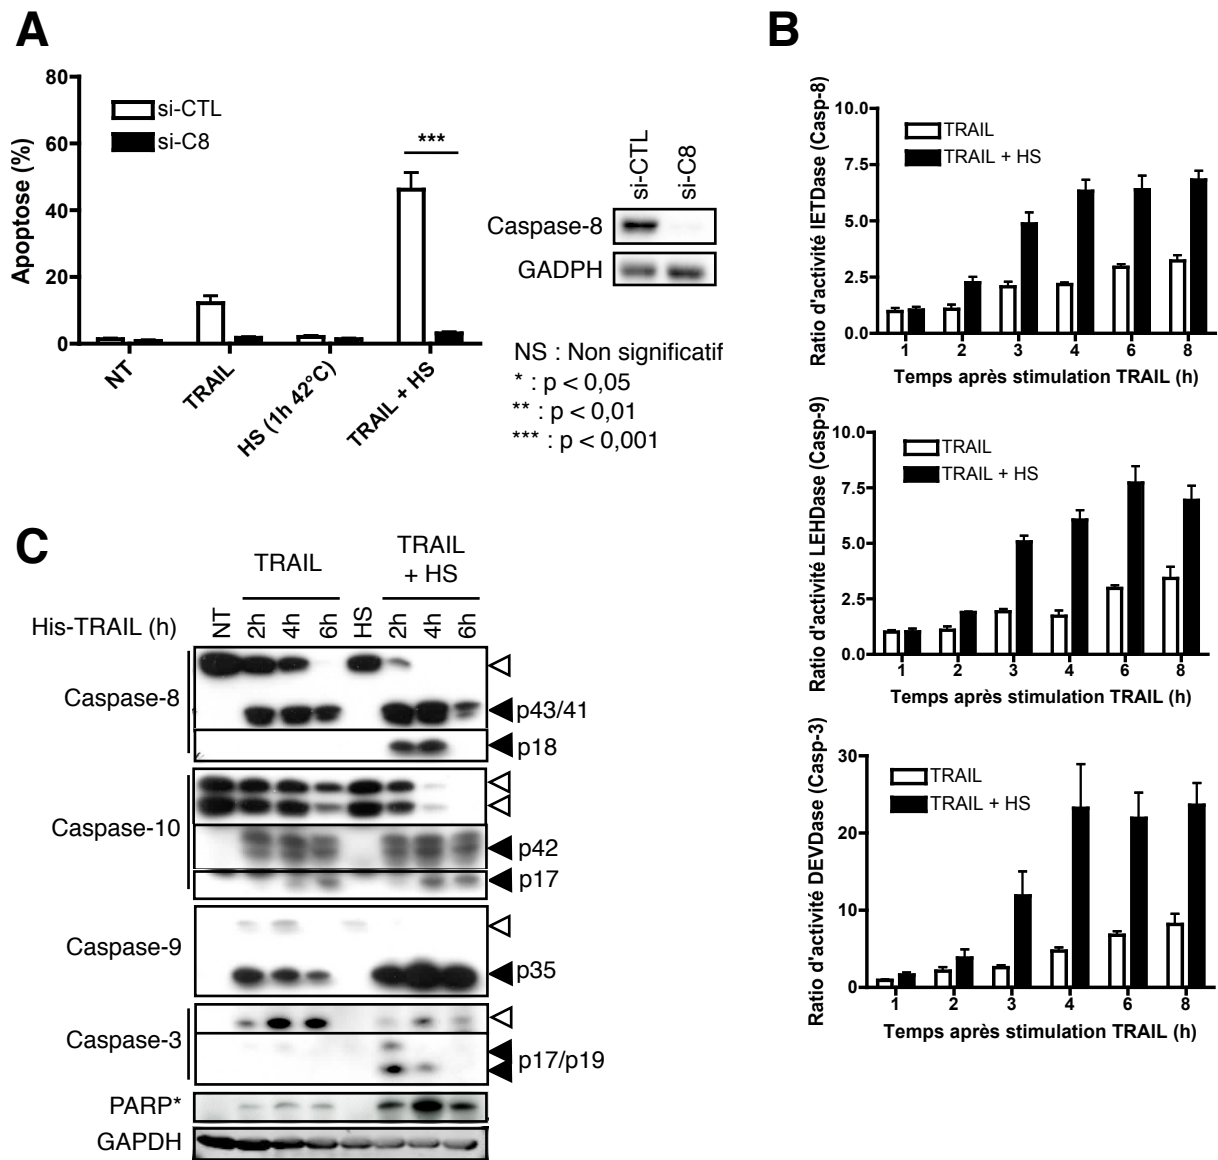 A
80
60
40
20
0
Apoptose (%)
si-CTL
si-C8
***
NT
TRAIL
HS (1h 42°C)
TRAIL + HS
si-CTL
si-C8
Caspase-8
GADPH
NS : Non significatif
* : p < 0,05
** : p < 0,01
*** : p < 0,001
B
Ratio d'activité IETDase (Casp-8)
10.0
7.5
5.0
2.5
0.0
TRAIL
TRAIL + HS
1 2 3 4 6 8
Temps après stimulation TRAIL (h)
Ratio d'activité LEHDase (Casp-9)
10.0
7.5
5.0
2.5
0.0
TRAIL
TRAIL + HS
1 2 3 4 6 8
Temps après stimulation TRAIL (h)
Ratio d'activité DEVDase (Casp-3)
30
20
10
0
TRAIL
TRAIL + HS
1 2 3 4 6 8
Temps après stimulation TRAIL (h)
C
TRAIL
TRAIL
+ HS
His-TRAIL (h)
NT 2h 4h 6h HS 2h 4h 6h
Caspase-8
p43/41
p18
Caspase-10
p42
p17
Caspase-9
p35
Caspase-3
p17/p19
PARP*
GAPDH